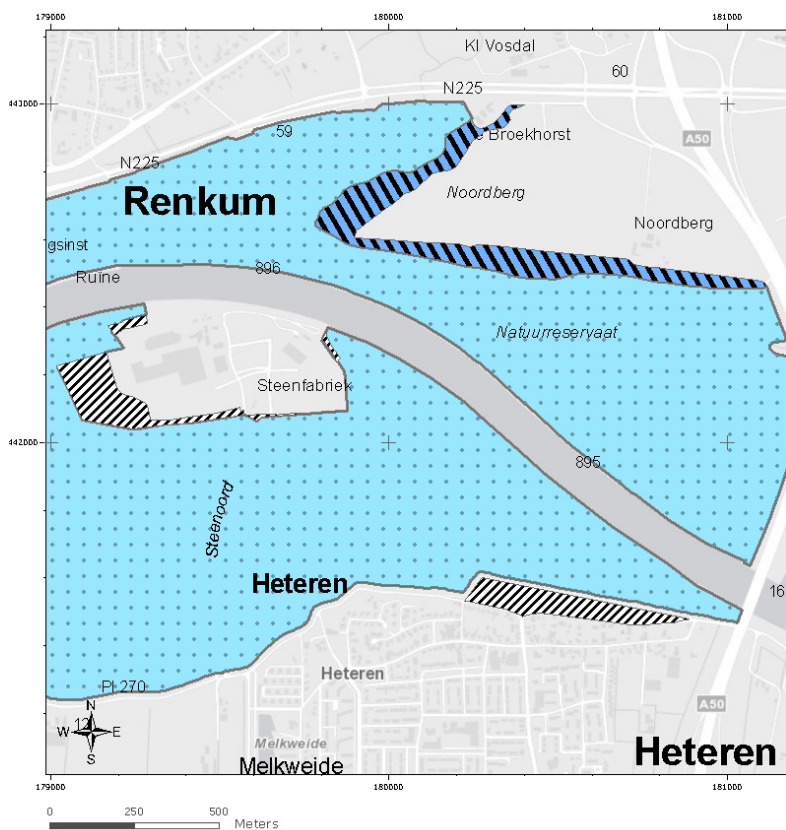 179000 180000 181000
Kl Vosdal
60
N225
441000
59
A50
e Broekhorst
N225
Renkum
Noordberg
Noordberg
gsinst
896
Ruine
Natuurreservaat
Steenfabriek
442000
895
Steenoord
Heteren
16
Heteren
Pl 270
A50
N
W E
S
12
Melkweide
Melkweide
Heteren
179000 180000 181000
0 250 500
Meters